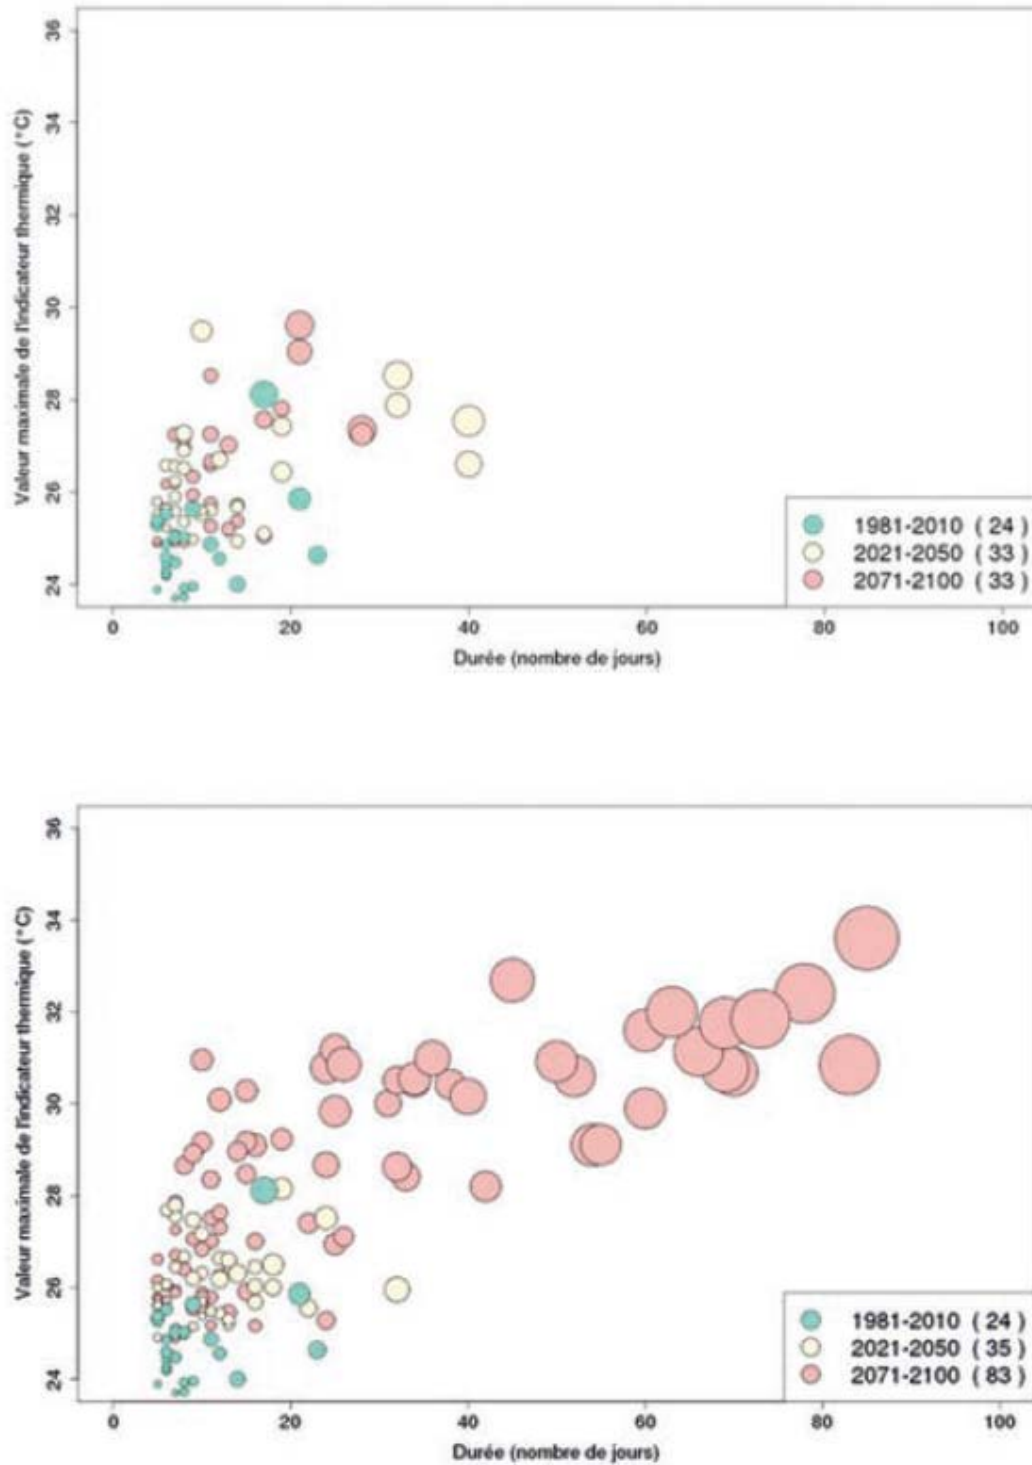 36
34
32
30
28
26
24
Valeur maximale de l'indicateur thermique (°C)
1981-2010 ( 24 )
2021-2050 ( 33 )
2071-2100 ( 33 )
0 20 40 60 80 100
Durée (nombre de jours)
36
34
32
30
28
26
24
Valeur maximale de l'indicateur thermique (°C)
1981-2010 ( 24 )
2021-2050 ( 35 )
2071-2100 ( 83 )
0 20 40 60 80 100
Durée (nombre de jours)